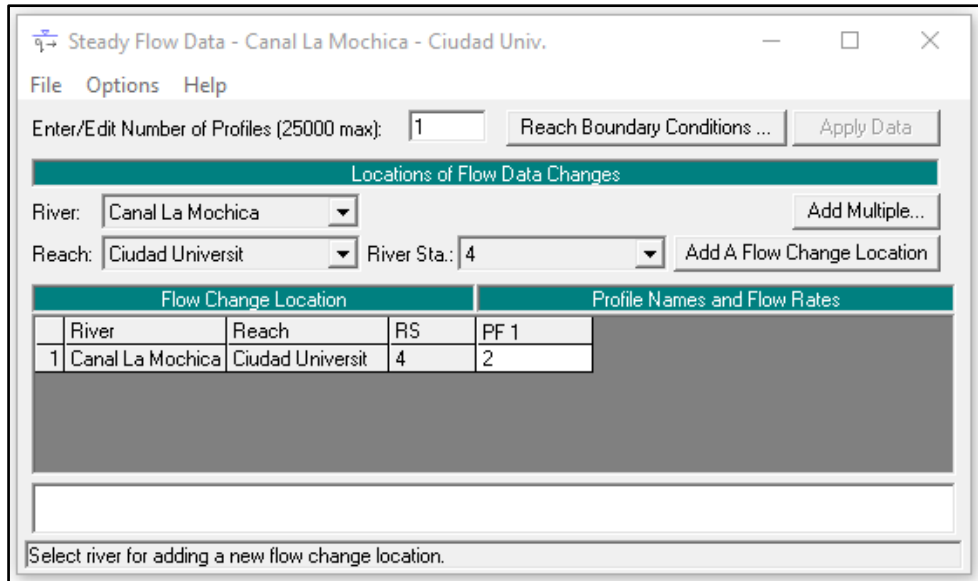 Steady Flow Data - Canal La Mochica - Ciudad Univ.
File Options Help
Enter/Edit Number of Profiles (25000 max): 1 Reach Boundary Conditions ... Apply Data
Locations of Flow Data Changes
River: Canal La Mochica Add Multiple...
Reach: Ciudad Universit River Sta.: 4 Add A Flow Change Location
Flow Change Location Profile Names and Flow Rates
River Reach RS PF 1
1 Canal La Mochica Ciudad Universit 4 2
Select river for adding a new flow change location.